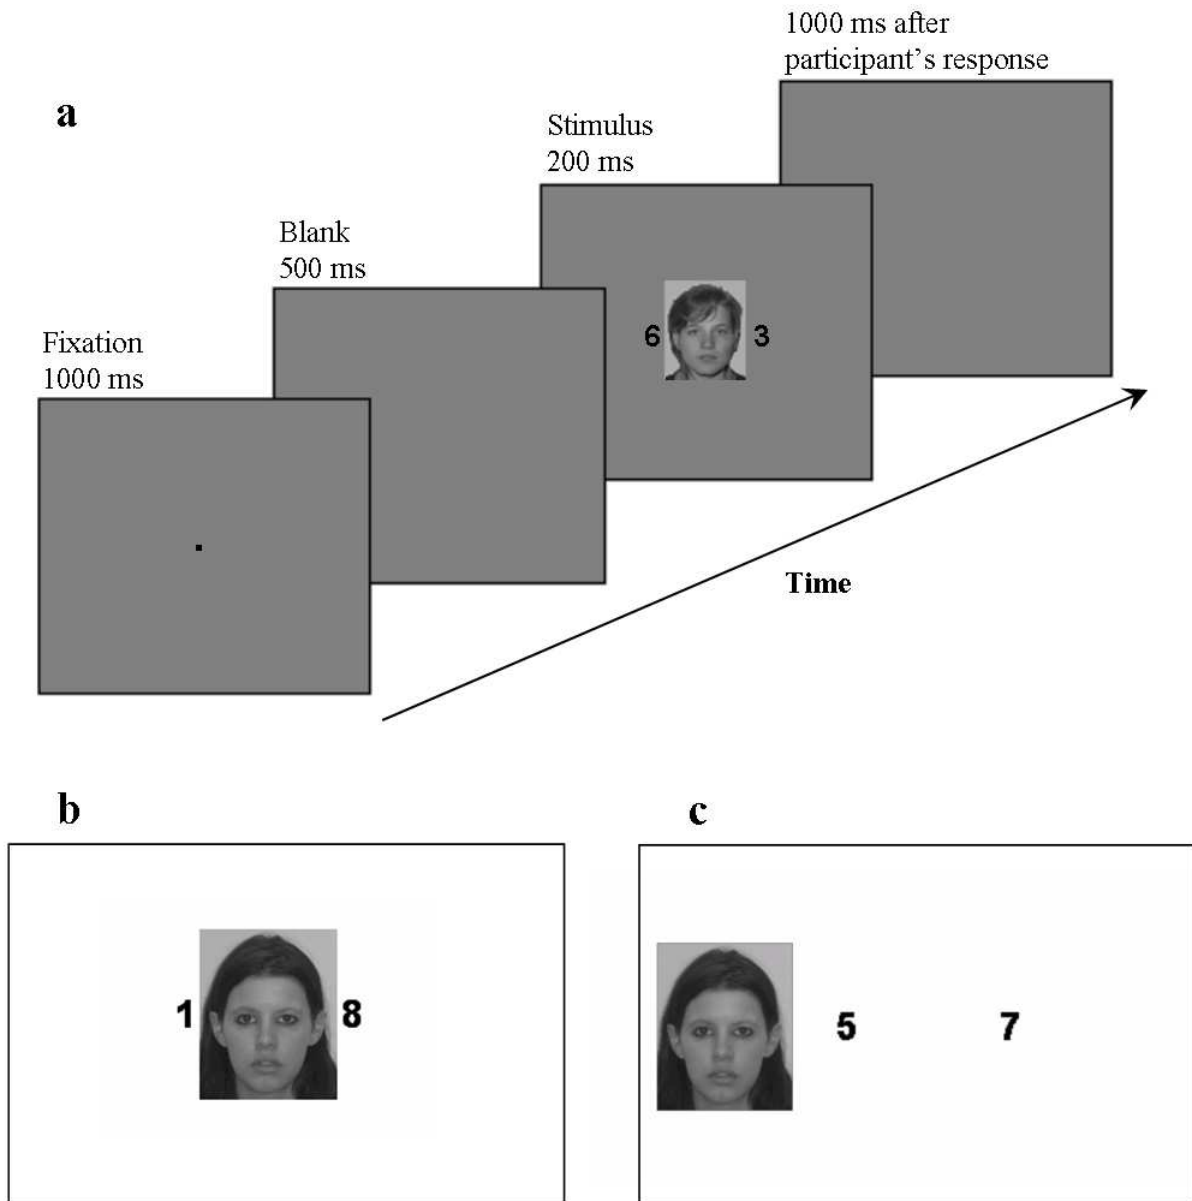 1000 ms after
participant's response
a
Stimulus
200 ms
Blank
500 ms
6 3
Fixation
1000 ms
Time
b
1 8
c
5 7